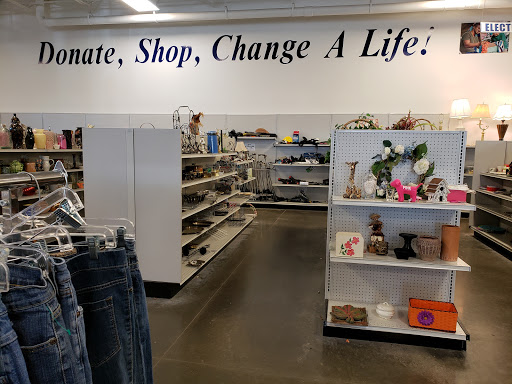 Donate, Shop, Change A Life!
ELECT